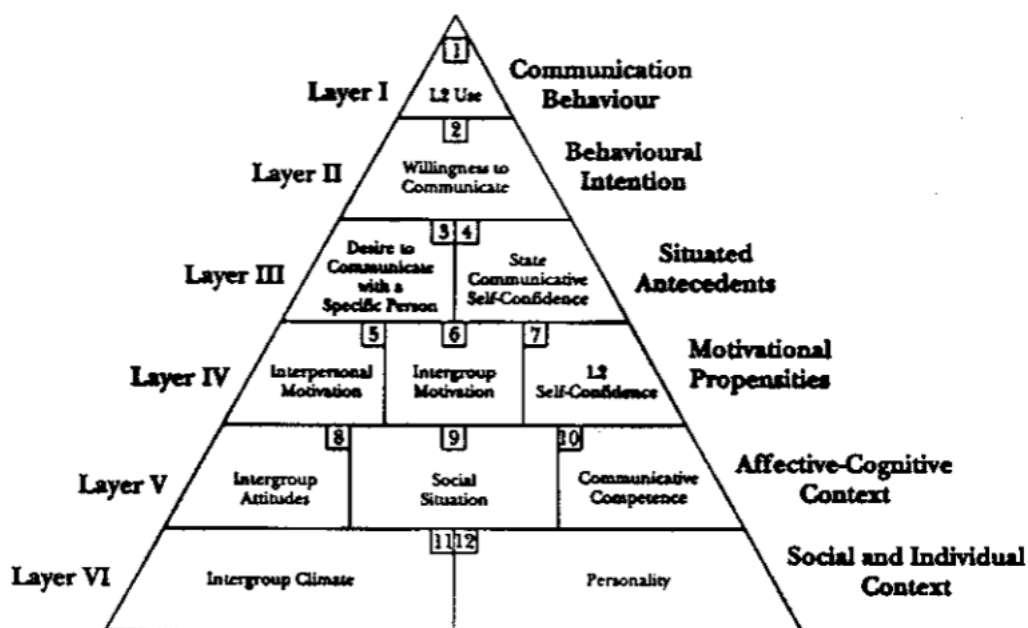 1
Layer I
L2 Use
Communication
Behaviour
2
Layer II
Willingness to
Communicate
Behavioural
Intention
3 4
Layer III
Desire to
Communicate
with a
Specific Person
State
Communicative
Self-Confidence
Situated
Antecedents
5 6 7
Layer IV
Interpersonal
Motivation
Intergroup
Motivation
L2
Self-Confidence
Motivational
Propensities
8 9 10
Layer V
Intergroup
Attitudes
Social
Situation
Communicative
Competence
Affective-Cognitive
Context
11 12
Layer VI
Intergroup Climate
Personality
Social and Individual
Context